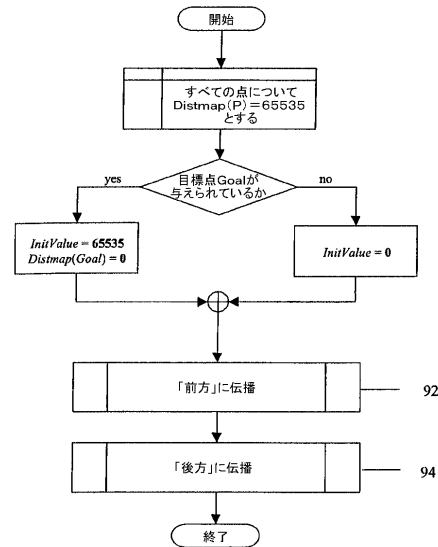 開始
すべての点について
Distmap(P)=65535
とする
目標点Goalが
与えられているか
yes
no
InitValue = 65535
Distmap(Goal) = 0
InitValue = 0
「前方」に伝播
92
「後方」に伝播
94
終了